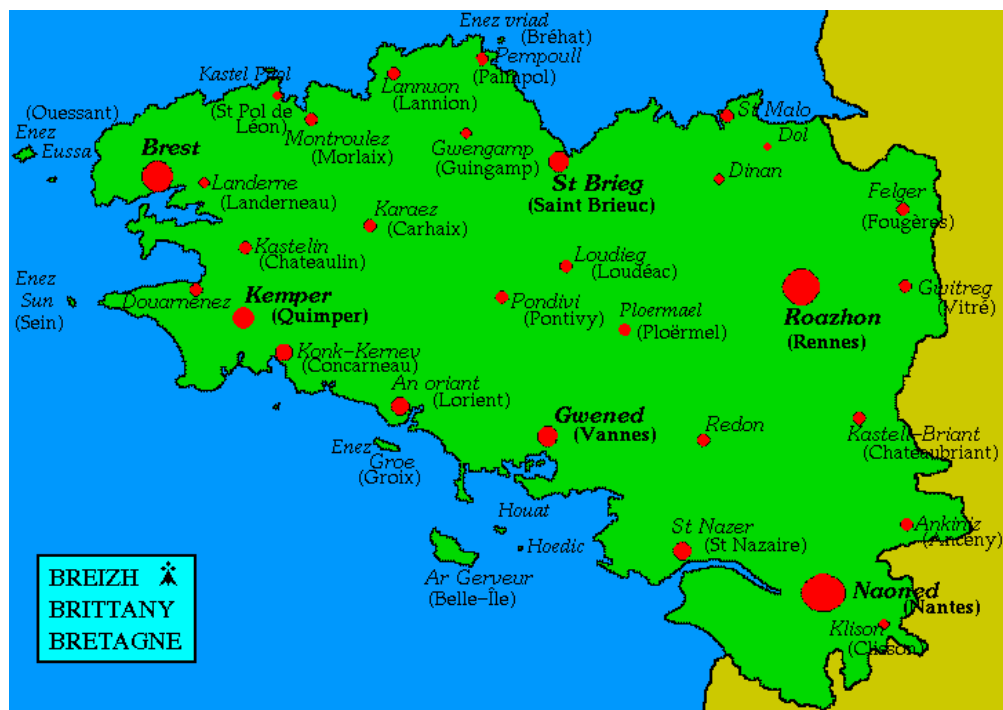 Enez vriad
(Bréhat)
Pempoull
(Paimpol)
Kastel Paol
(St Pol de
Léon)
Lannuon
(Lannion)
(Ouessant)
Enez
Eussa
Montroulez
(Morlaix)
Gwengamp
(Guingamp)
St Malo
Dol
Brest
Landerne
(Landerneau)
St Brieg
(Saint Brieuc)
Dinan
Felger
(Fougères)
Karaez
(Carhaix)
Kastelin
(Chateaulin)
Loudieg
(Loudéac)
Enez
Sun
(Sein)
Douarnenez
Kemper
(Quimper)
Pondivi
(Pontivy)
Ploermael
(Ploërmel)
Roazhon
(Rennes)
Gwitreg
(Vitré)
Konk-Kernev
(Concarneau)
An oriant
(Lorient)
Gwened
(Vannes)
Redon
Kastell-Briant
(Chateaubriant)
Enez
Groe
(Groix)
Houat
Hoedic
St Nazer
(St Nazaire)
Ankiniz
(Anceny)
Ar Gerveur
(Belle-Île)
Naoned
(Nantes)
Klison
(Clisson)
BREIZH
BRITTANY
BRETAGNE